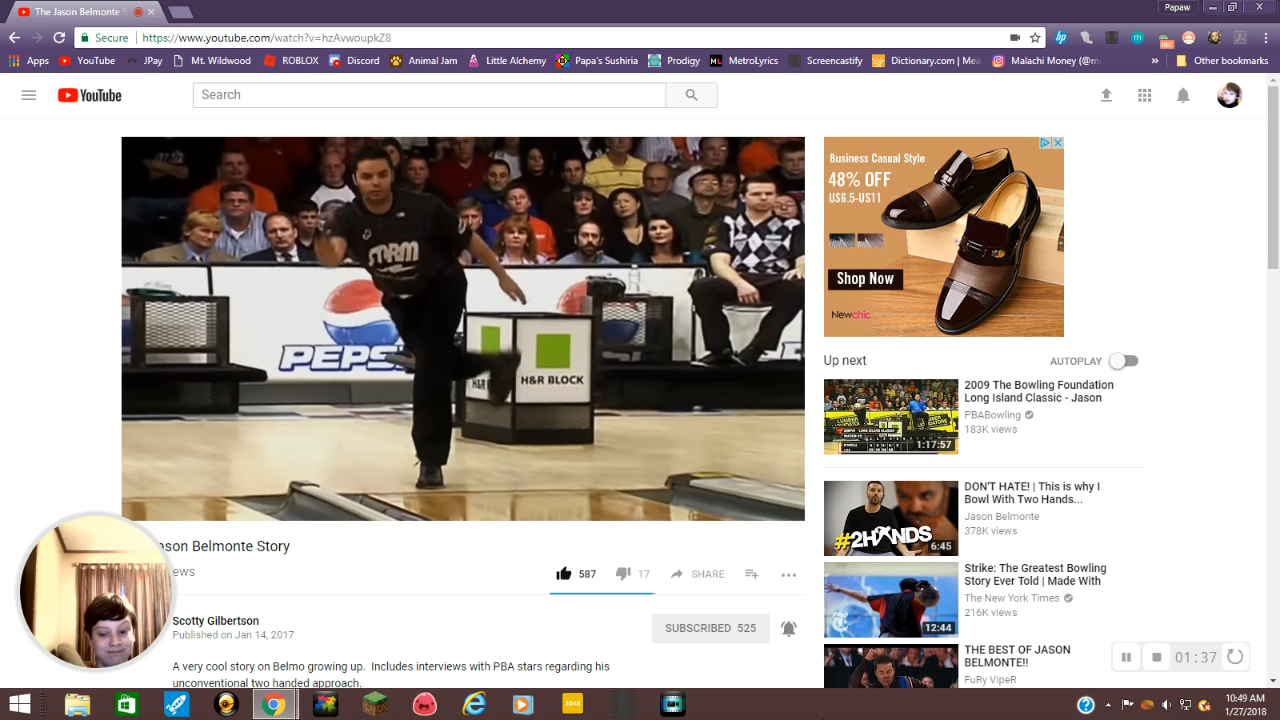 The Jason Belmonte S
Papaw
Secure
https://www.youtube.com/watch?v=hzAvwoupkZ8
REC
Apps
YouTube
JPay
Mt. Wildwood
ROBLOX
Discord
Animal Jam
Little Alchemy
Papa's Sushiria
Prodigy
MetroLyrics
Screencastify
Imaginary Money (@m
YouTube
Search
STORM
PEPS
H&R BLOCK
Business Casual Style
48% OFF
US6.5-US11
Shop Now
Newchic
Up next
AUTOPLAY
2009 The Bowling Foundation
Long Island Classic - Jason
PBABowling
183K views
1:17:57
DON'T HATE! | This is why I
Bowl With Two Hands...
Jason Belmonte
378K views
#2HANDS
6:45
Strike: The Greatest Bowling
Story Ever Told | Made With
The New York Times
216K views
12:44
THE BEST OF JASON
BELMONTE!!
FuRy VipeR
ason Belmonte Story
ews
587
17
SHARE
Scotty Gilbertson
Published on Jan 14, 2017
SUBSCRIBED 525
A very cool story on Belmo growing up. Includes interviews with PBA stars regarding his
unconventional two handed approach.
01:37
2048
10:49 AM
1/27/2018